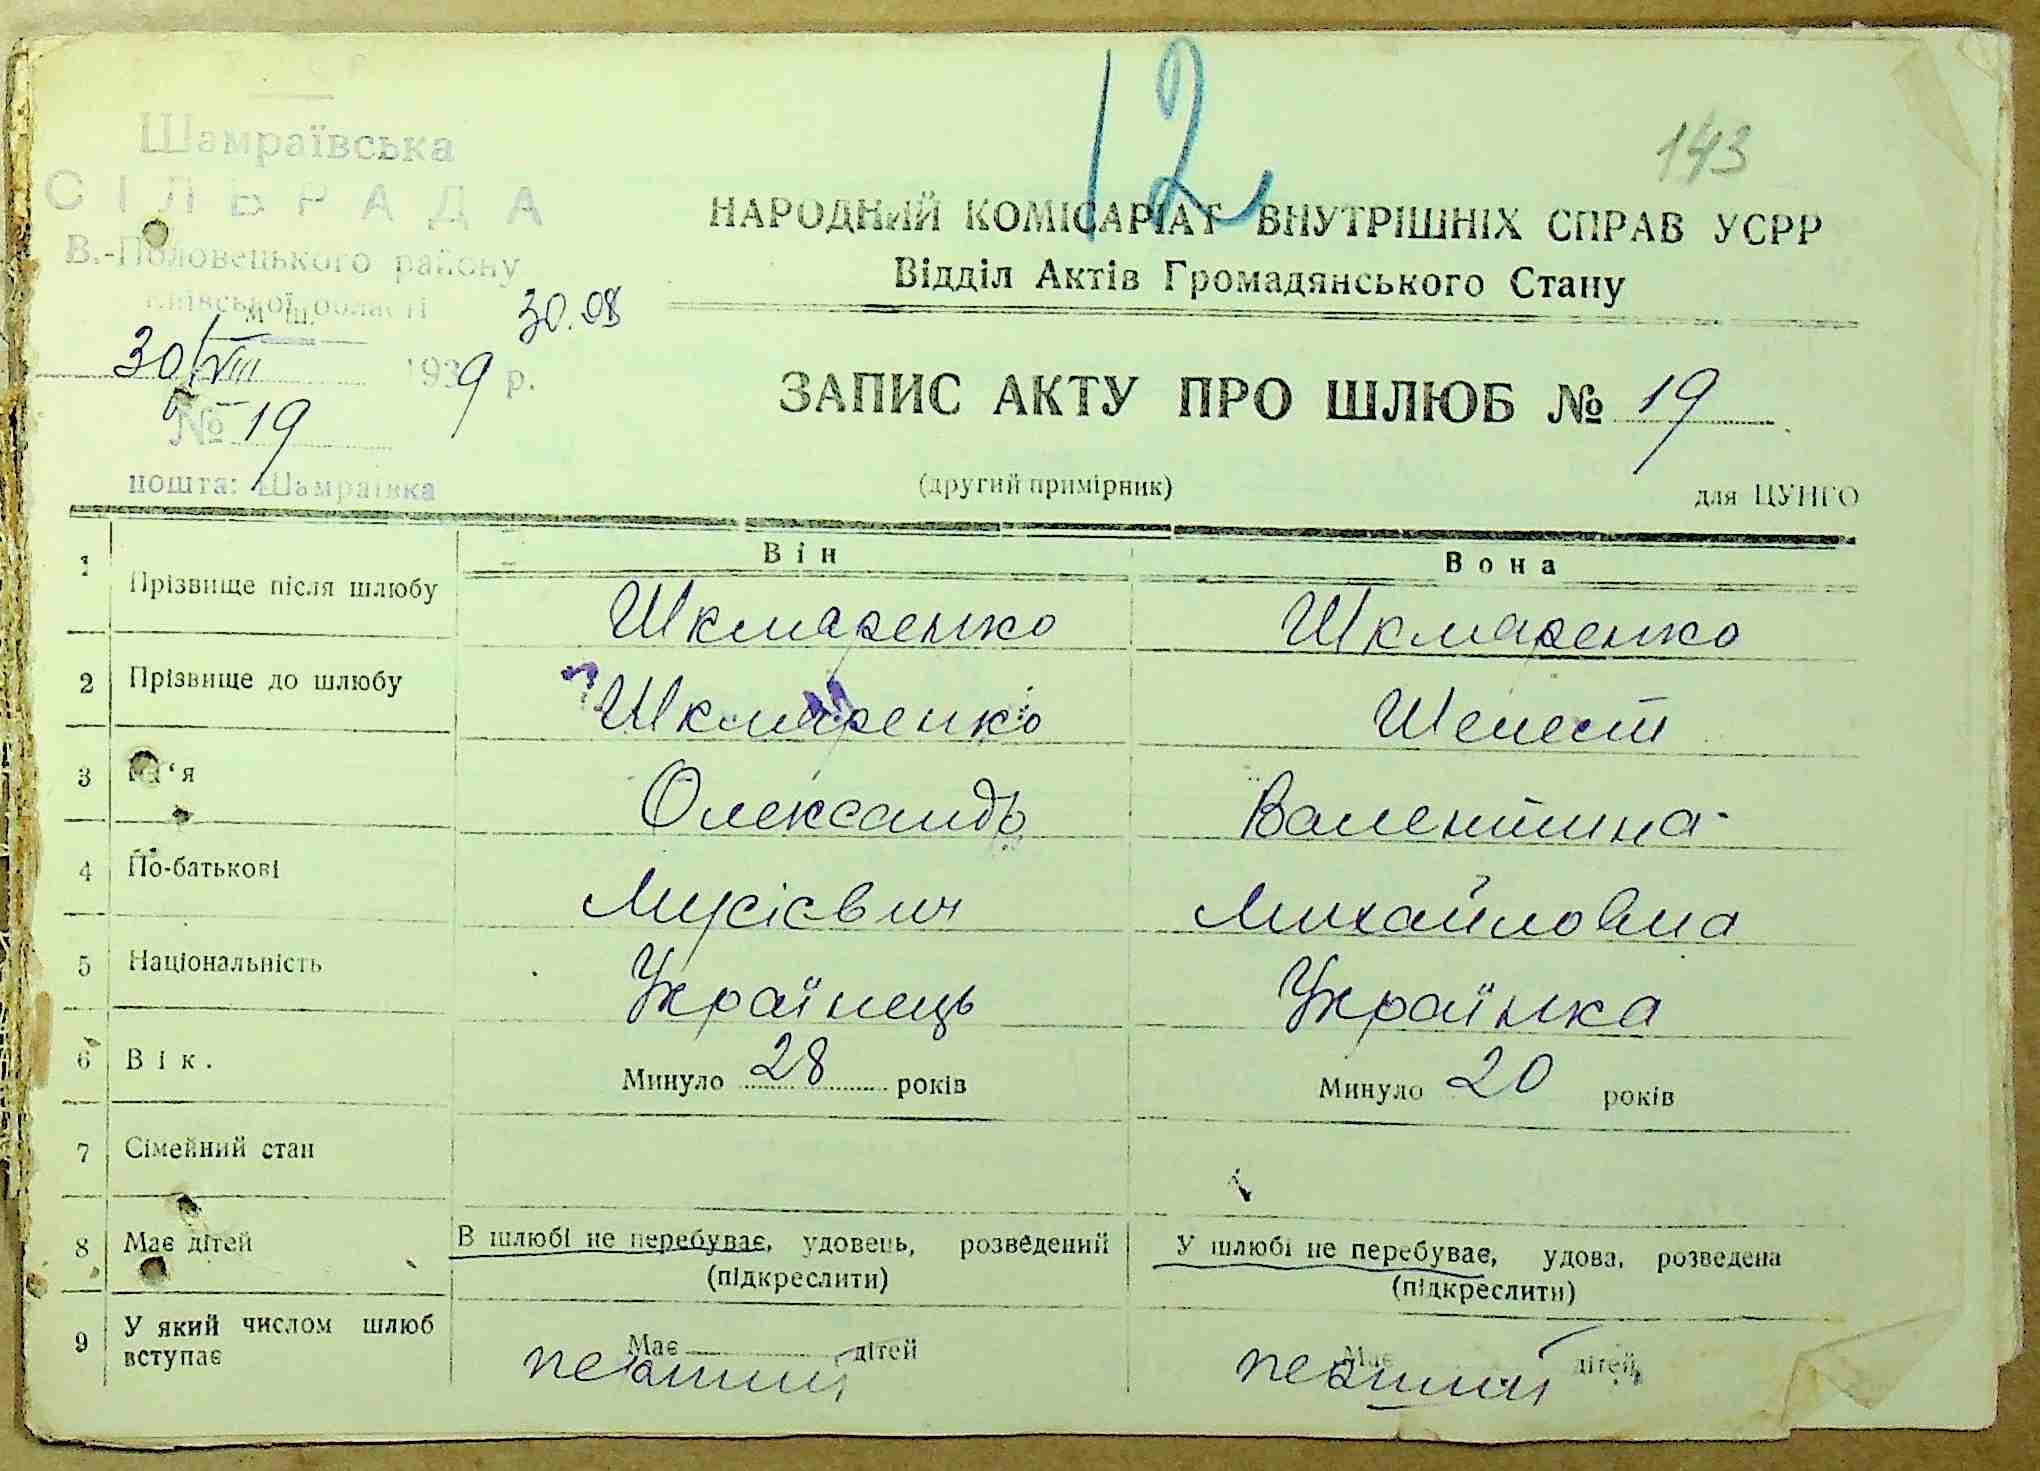 12
143
Шамраївська
СІЛЬРАДА
В.-Половецького району
Київської області
м. ш.
30/VIII 1939 р.
30.08
№ 19
пошта: Шамраївка
НАРОДНИЙ КОМІСАРІАТ ВНУТРІШНІХ СПРАВ УСРР
Відділ Актів Громадянського Стану
ЗАПИС АКТУ ПРО ШЛЮБ № 19
(другий примірник) для ЦУНГО
Він Вона
1 Прізвище після шлюбу Шкмаренко Шкмаренко
2 Прізвище до шлюбу Шкмаренко Шелест
3 Ім‘я Олександр Валентина
4 По-батькові Мусієвич Михайловна
5 Національність Українець Українка
6 Вік. Минуло 28 років Минуло 20 років
7 Сімейний стан
8 Має дітей В шлюбі не перебуває, удовець, розведений У шлюбі не перебуває, удова, розведена
(підкреслити) (підкреслити)
9 У який числом шлюб вступає Має дітей Має дітей
перший перший